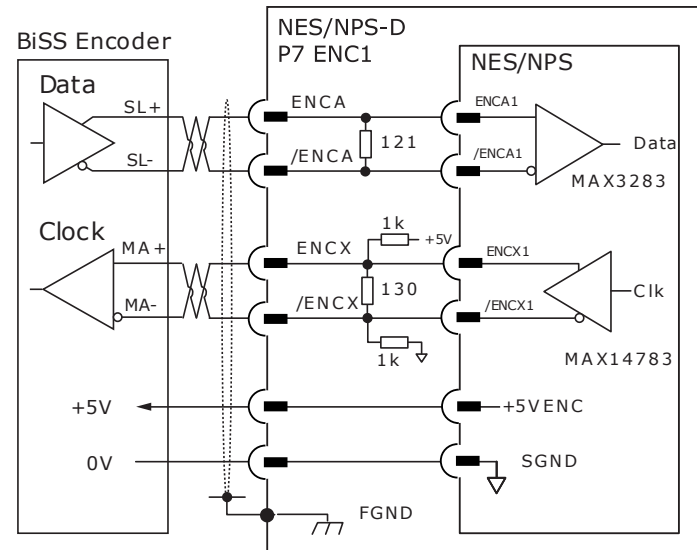 NES/NPS-D
P7 ENC1
BiSS Encoder
NES/NPS
Data
SL+
ENCA
ENCA1
121
Data
SL-
/ENCA
/ENCA1
MAX3283
1k
+5V
Clock
MA+
ENCX
ENCX1
130
Clk
MA-
/ENCX
/ENCX1
1k
MAX14783
+5V
+5VENC
0V
SGND
FGND